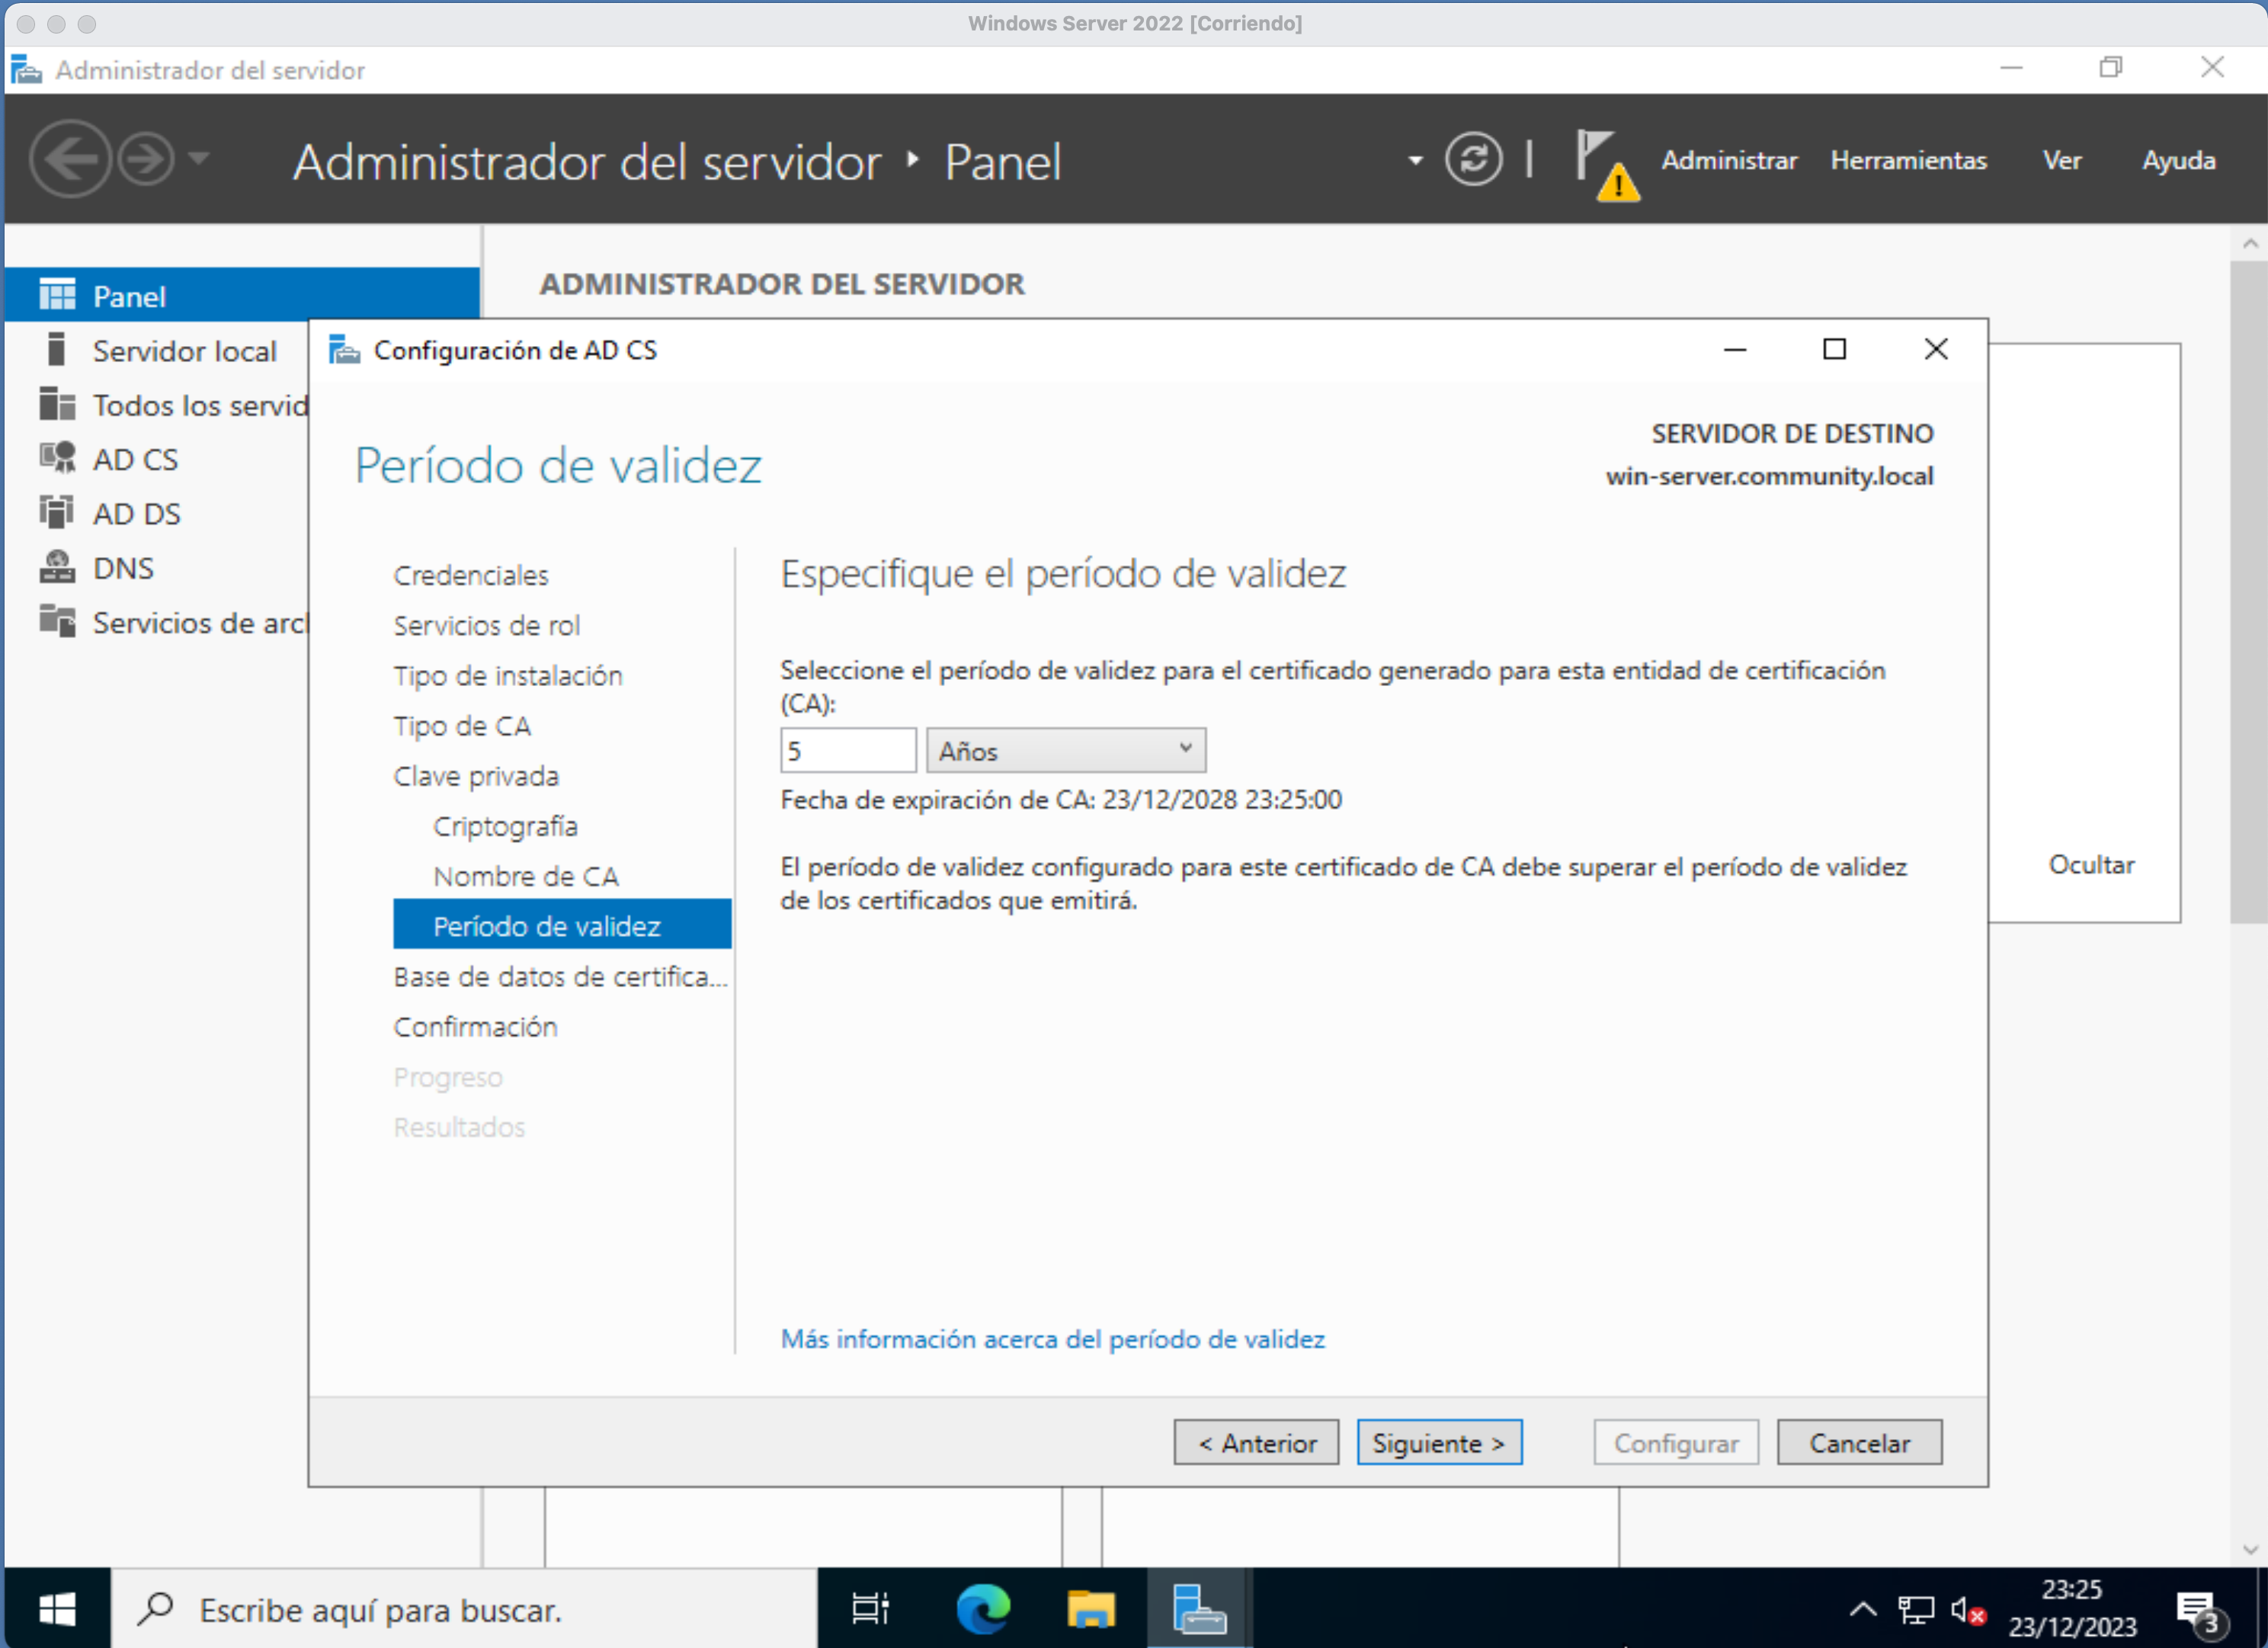 Windows Server 2022 [Corriendo]
Administrador del servidor
Administrador del servidor Panel
Administrar Herramientas Ver Ayuda
Panel
Servidor local
Todos los servid
AD CS
AD DS
DNS
Servicios de arcl
ADMINISTRADOR DEL SERVIDOR
Configuración de AD CS
Período de validez
SERVIDOR DE DESTINO
win-server.community.local
Credenciales
Servicios de rol
Tipo de instalación
Tipo de CA
Clave privada
Criptografía
Nombre de CA
Período de validez
Base de datos de certifica...
Confirmación
Progreso
Resultados
Especifique el período de validez
Seleccione el período de validez para el certificado generado para esta entidad de certificación
(CA):
5 Años
Fecha de expiración de CA: 23/12/2028 23:25:00
El período de validez configurado para este certificado de CA debe superar el período de validez
de los certificados que emitirá.
Más información acerca del período de validez
< Anterior Siguiente > Configurar Cancelar
Ocultar
Escribe aquí para buscar.
23:25
23/12/2023
3